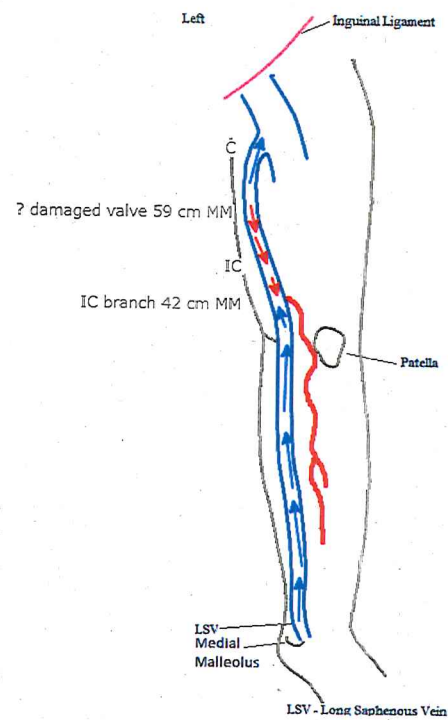 Left
Inguinal Ligament
Č
? damaged valve 59 cm MM
IC
IC branch 42 cm MM
Patella
LSV
Medial
Malleolus
LSV - Long Saphenous Vein